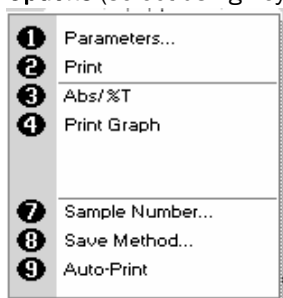 1 Parameters...
2 Print
3 Abs/%T
4 Print Graph
7 Sample Number...
8 Save Method...
9 Auto-Print